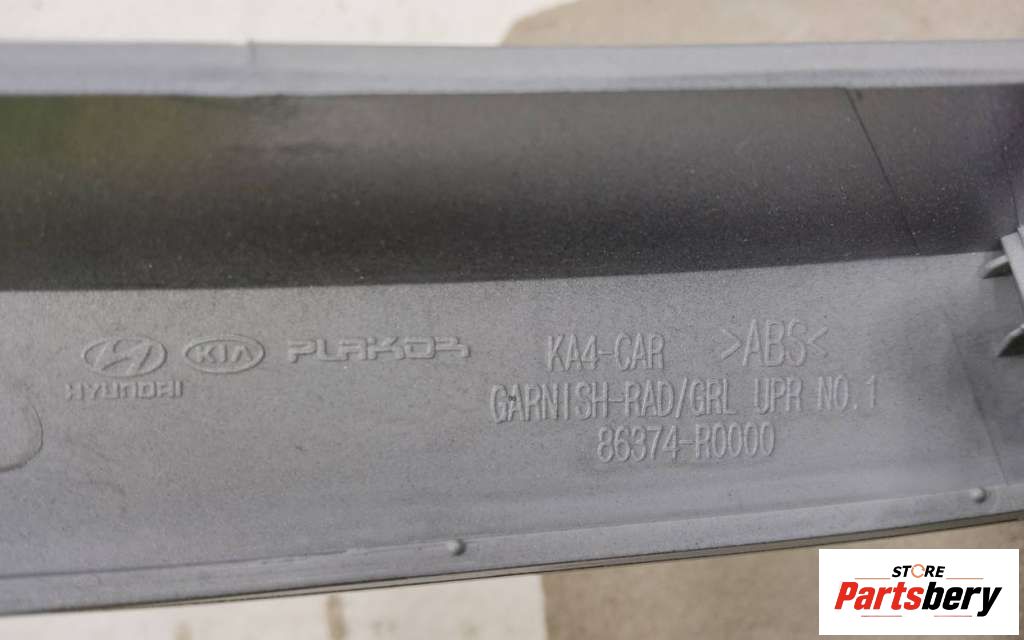 KIA PLAKOR
HYUNDAI
KA4-CAR >ABS<
GARNISH-RAD/GRL UPR NO.1
86374-R0000
STORE
Partsbery